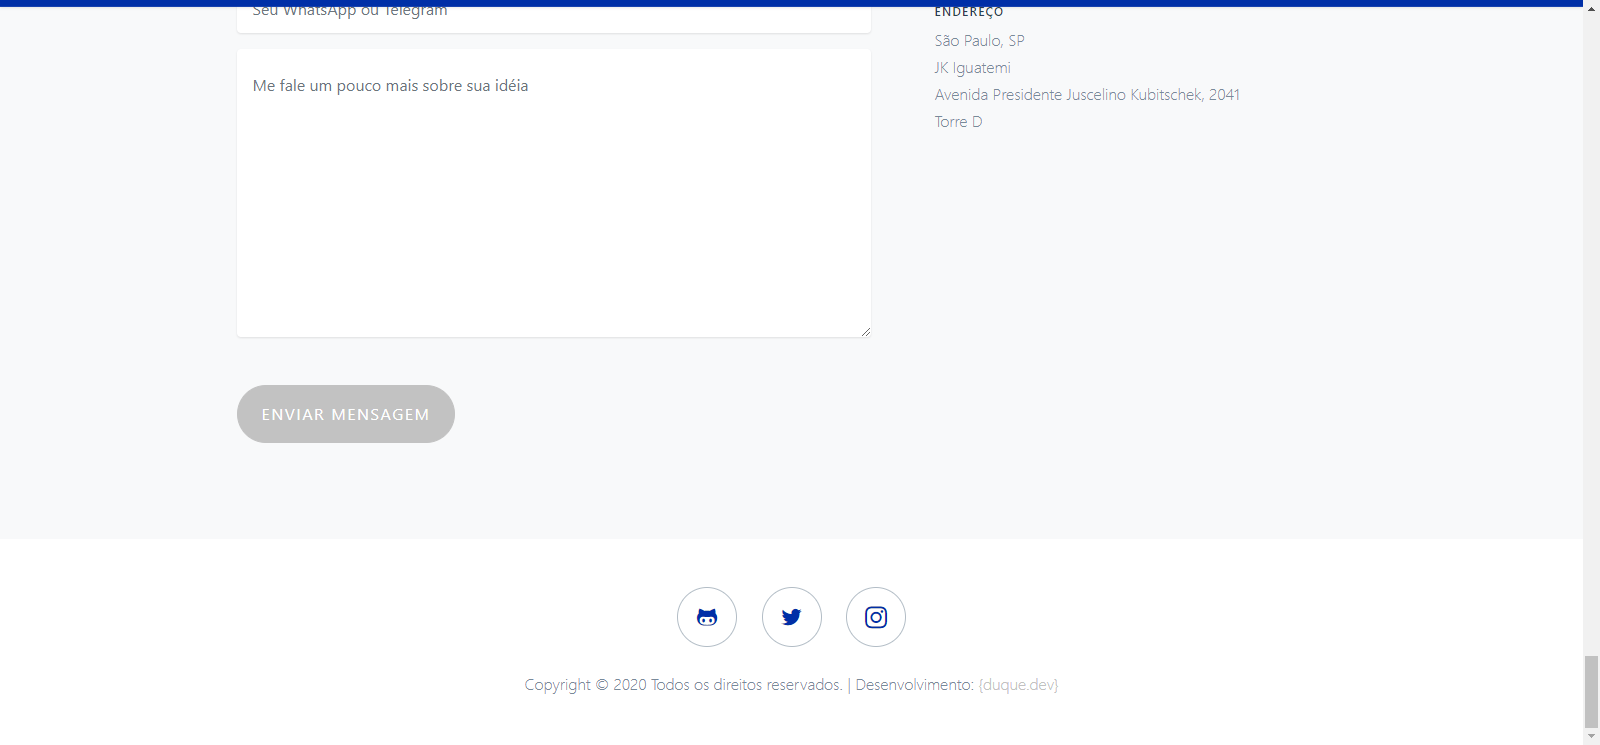 Seu WhatsApp ou Telegram
Me fale um pouco mais sobre sua idéia
ENVIAR MENSAGEM
ENDEREÇO
São Paulo, SP
JK Iguatemi
Avenida Presidente Juscelino Kubitschek, 2041
Torre D
Copyright © 2020 Todos os direitos reservados. | Desenvolvimento: {duque.dev}